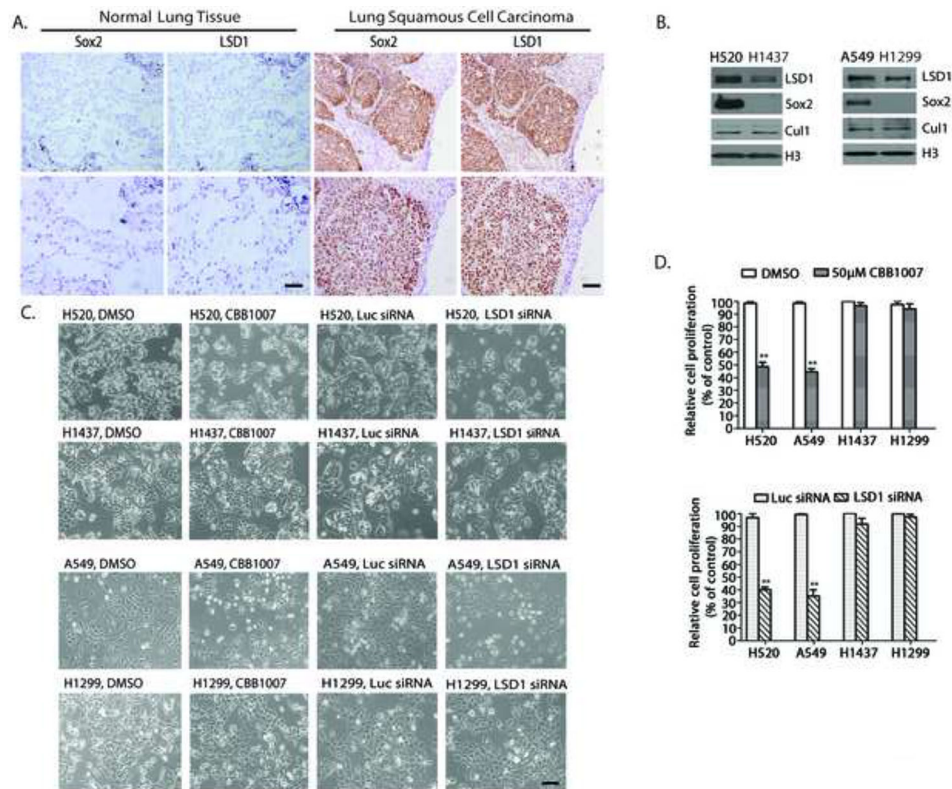 A.
Normal Lung Tissue
Lung Squamous Cell Carcinoma
Sox2
LSD1
Sox2
LSD1
B.
H520 H1437
LSD1
Sox2
Cul1
H3
A549 H1299
LSD1
Sox2
Cul1
H3
C.
H520, DMSO
H520, CBB1007
H520, Luc siRNA
H520, LSD1 siRNA
H1437, DMSO
H1437, CBB1007
H1437, Luc siRNA
H1437, LSD1 siRNA
A549, DMSO
A549, CBB1007
A549, Luc siRNA
A549, LSD1 siRNA
H1299, DMSO
H1299, CBB1007
H1299, Luc siRNA
H1299, LSD1 siRNA
D.
DMSO 50μM CBB1007
Relative cell proliferation
(% of control)
100
90
80
70
60
50
40
30
20
10
0
**
**
H520 A549 H1437 H1299
Luc siRNA LSD1 siRNA
Relative cell proliferation
(% of control)
100
90
80
70
60
50
40
30
20
10
0
**
**
H520 A549 H1437 H1299